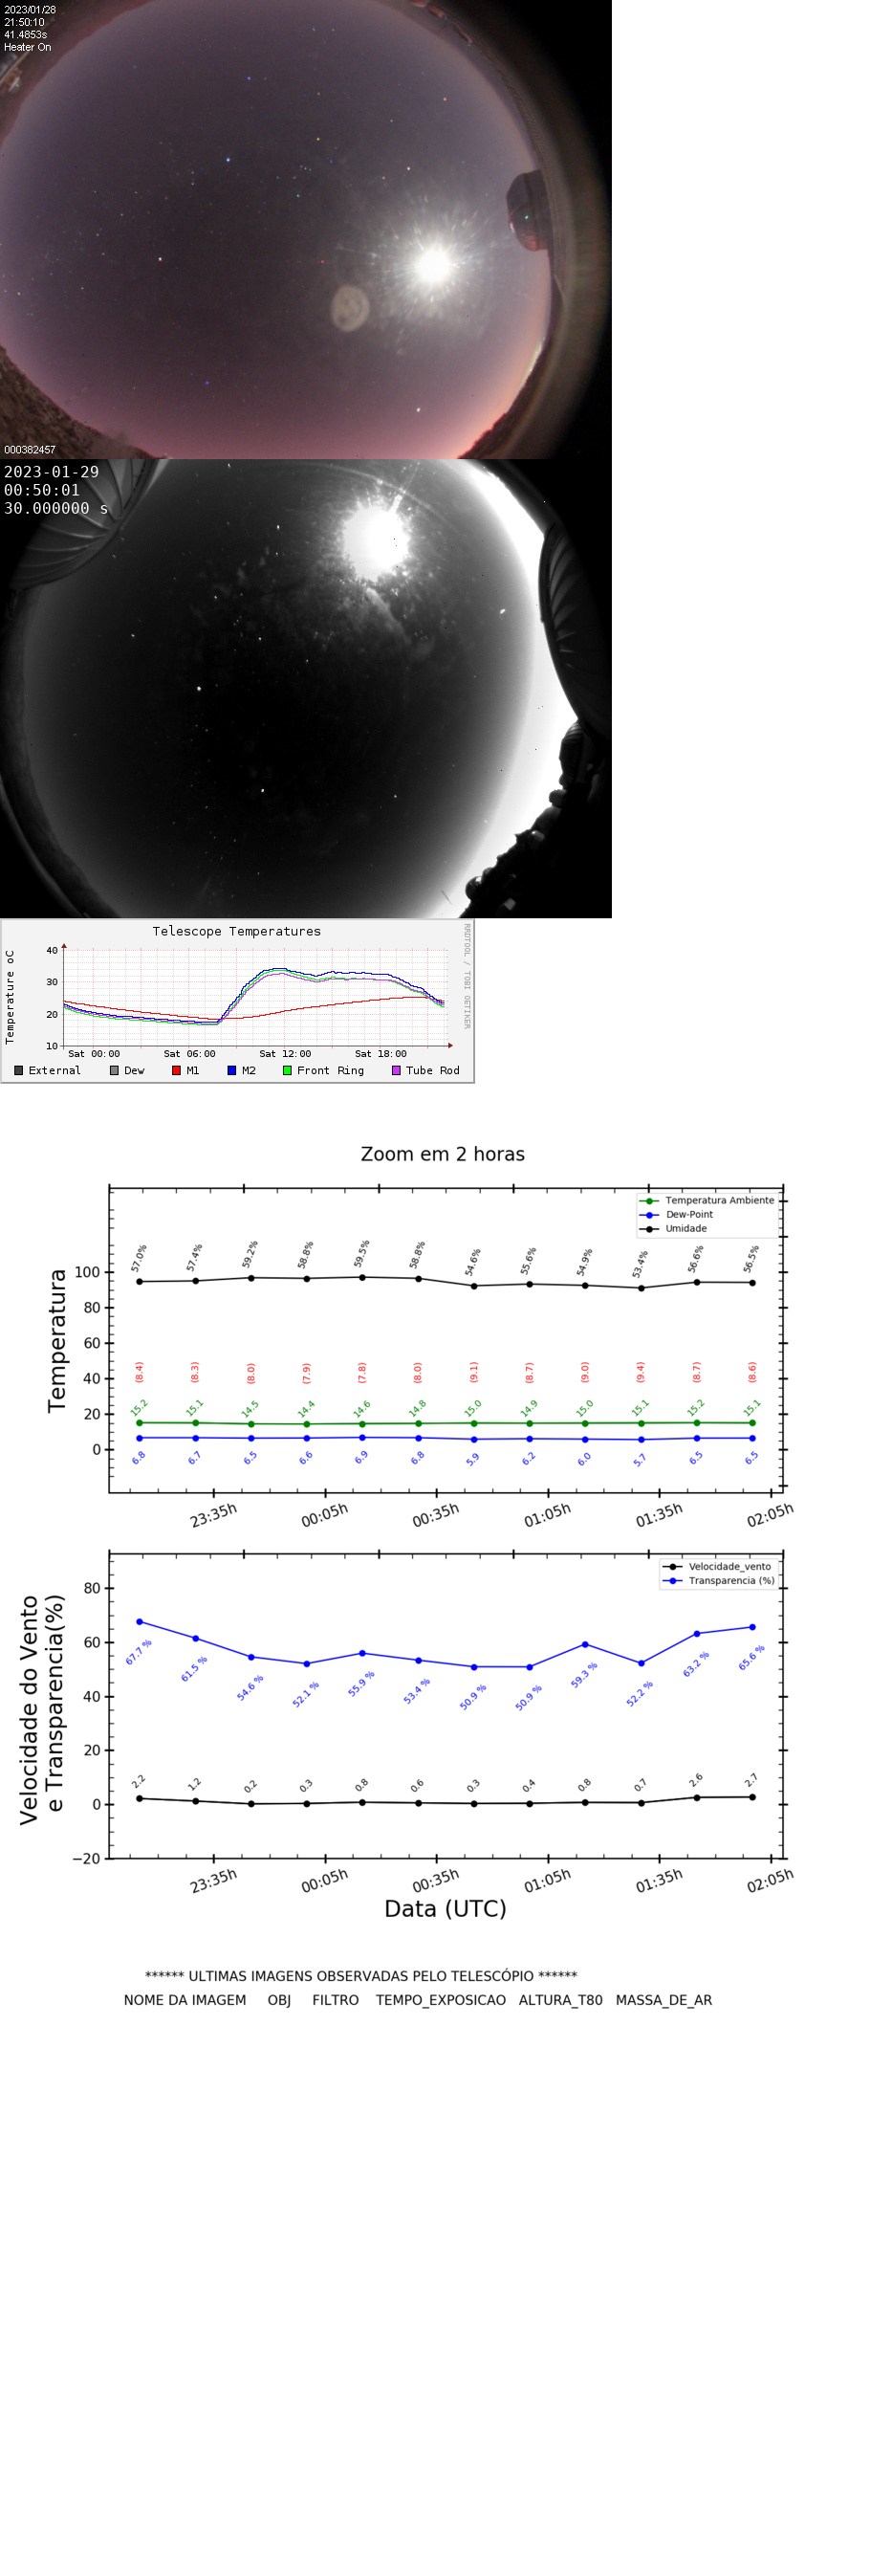 2023/01/28
21:50:10
41.4853s
Heater On
000382457
2023-01-29
00:50:01
30.000000 s
Telescope Temperatures
RRDTOOL / TOBI OETIKER
Temperature oC
40
30
20
10
Sat 00:00 Sat 06:00 Sat 12:00 Sat 18:00
External Dew M1 M2 Front Ring Tube Rod
Zoom em 2 horas
Temperatura Ambiente
Dew-Point
Umidade
Temperatura
100
80
60
40
20
0
57.0% 57.4% 59.2% 58.8% 59.5% 58.8% 54.6% 55.6% 54.9% 53.4% 56.6% 56.5%
(8.4) (8.3) (8.0) (7.9) (7.8) (8.0) (9.1) (8.7) (9.0) (9.4) (8.7) (8.6)
15.2 15.1 14.5 14.4 14.6 14.8 15.0 14.9 15.0 15.1 15.2 15.1
6.8 6.7 6.5 6.6 6.9 6.8 5.9 6.2 6.0 5.7 6.5 6.5
23:35h 00:05h 00:35h 01:05h 01:35h 02:05h
Velocidade_vento
Transparencia (%)
Velocidade do Vento
e Transparencia(%)
80
60
40
20
0
−20
67.7 % 61.5 % 54.6 % 52.1 % 55.9 % 53.4 % 50.9 % 50.9 % 59.3 % 52.2 % 63.2 % 65.6 %
2.2 1.2 0.2 0.3 0.8 0.6 0.3 0.4 0.8 0.7 2.6 2.7
23:35h 00:05h 00:35h 01:05h 01:35h 02:05h
Data (UTC)
****** ULTIMAS IMAGENS OBSERVADAS PELO TELESCÓPIO ******
NOME DA IMAGEM OBJ FILTRO TEMPO_EXPOSICAO ALTURA_T80 MASSA_DE_AR